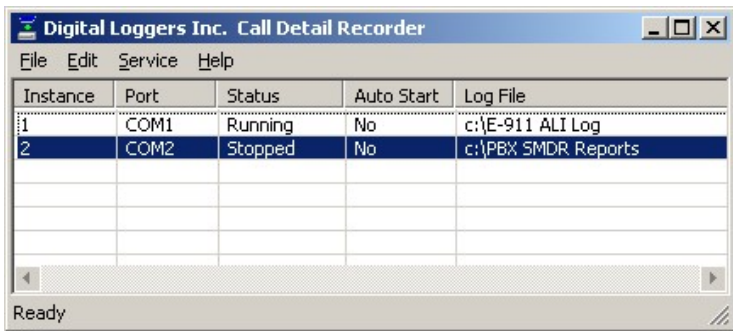 Digital Loggers Inc. Call Detail Recorder
File Edit Service Help
Instance Port Status Auto Start Log File
1 COM1 Running No c:\E-911 ALI Log
2 COM2 Stopped No c:\PBX SMDR Reports
Ready